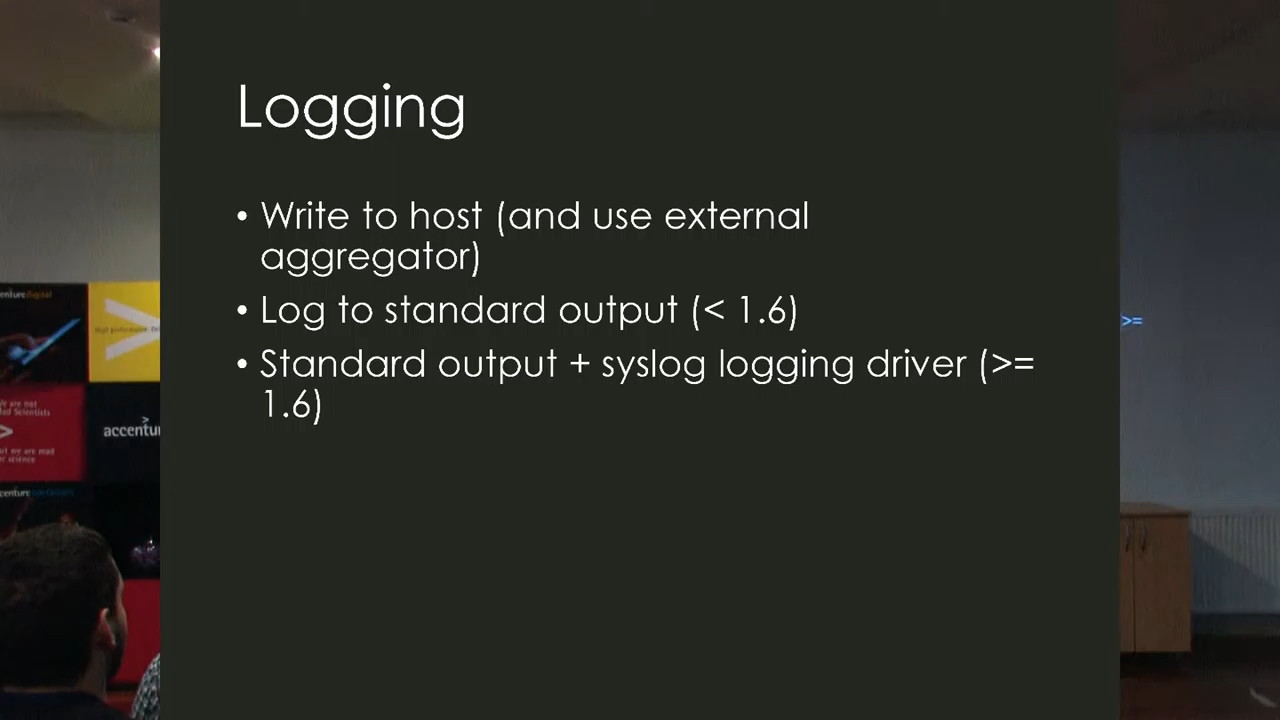 Logging
• Write to host (and use external
aggregator)
• Log to standard output (< 1.6)
• Standard output + syslog logging driver (>=
1.6)
>=
accentu